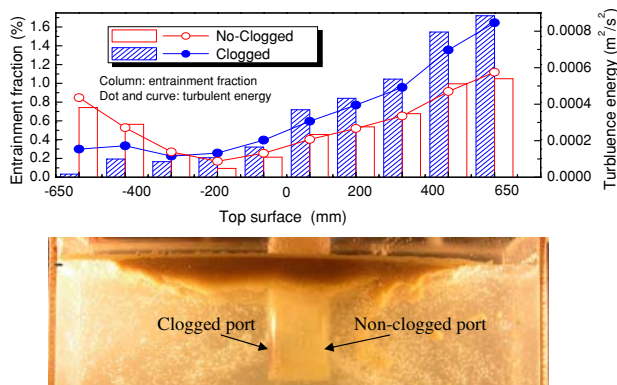 Entrainment fraction (%)
1.6
1.4
1.2
1.0
0.8
0.6
0.4
0.2
0.0
No-Clogged
Clogged
Column: entrainment fraction
Dot and curve: turbulent energy
0.0008
0.0006
0.0004
0.0002
0.0000
Turbluence energy (m²/s²)
-650 -400 -200 0 200 400 650
Top surface (mm)
Clogged port Non-clogged port